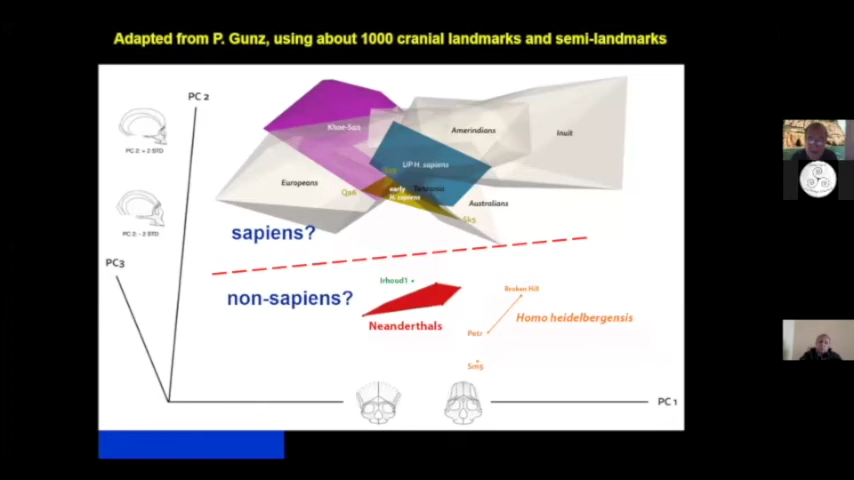 Adapted from P. Gunz, using about 1000 cranial landmarks and semi-landmarks
PC 2
PC 2: + 2 STD
PC 2: - 2 STD
PC3
Khoe-San
Amerindians
Inuit
UP H. sapiens
Europeans
Qa6
early
H. sapiens
Tanzania
Australians
Sk5
sapiens?
non-sapiens?
Irhoud1
Neanderthals
Broken Hill
Homo heidelbergensis
Petr
Sm5
PC 1